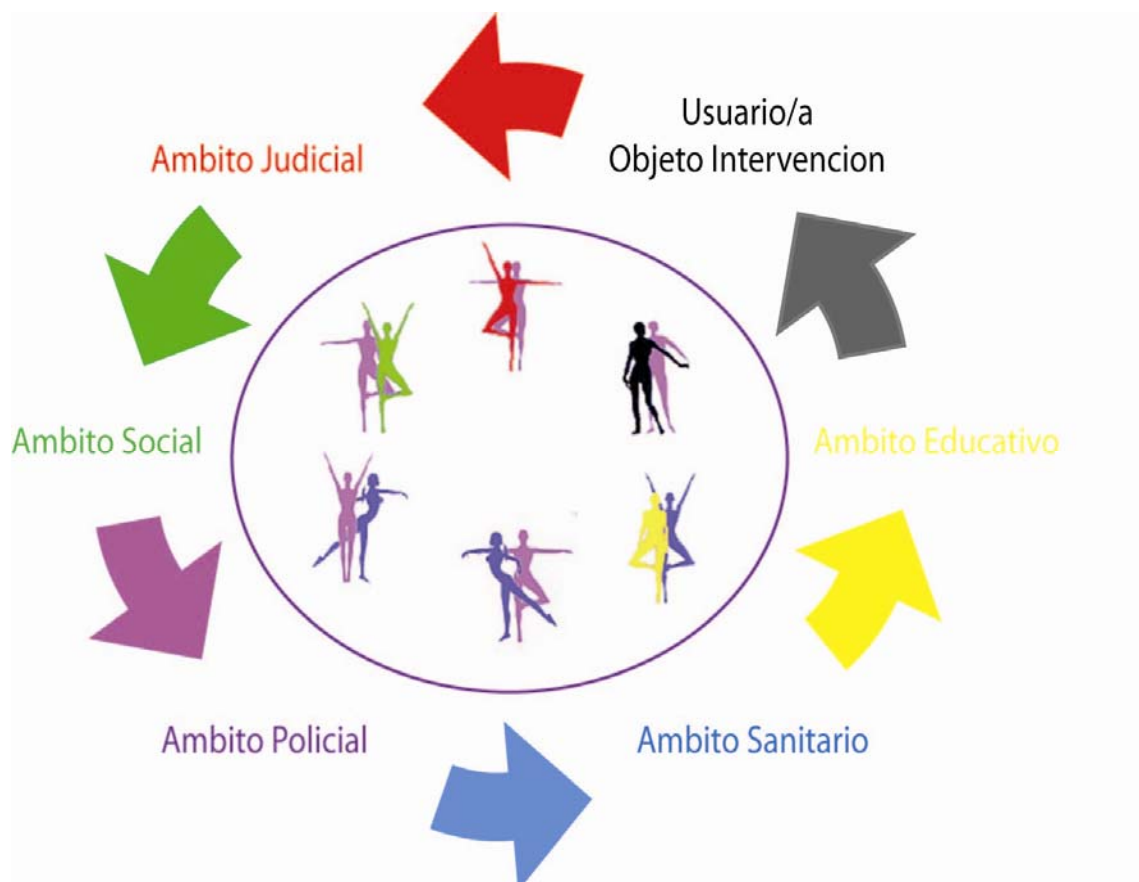 Usuario/a
Objeto Intervencion
Ambito Judicial
Ambito Social
Ambito Educativo
Ambito Policial
Ambito Sanitario